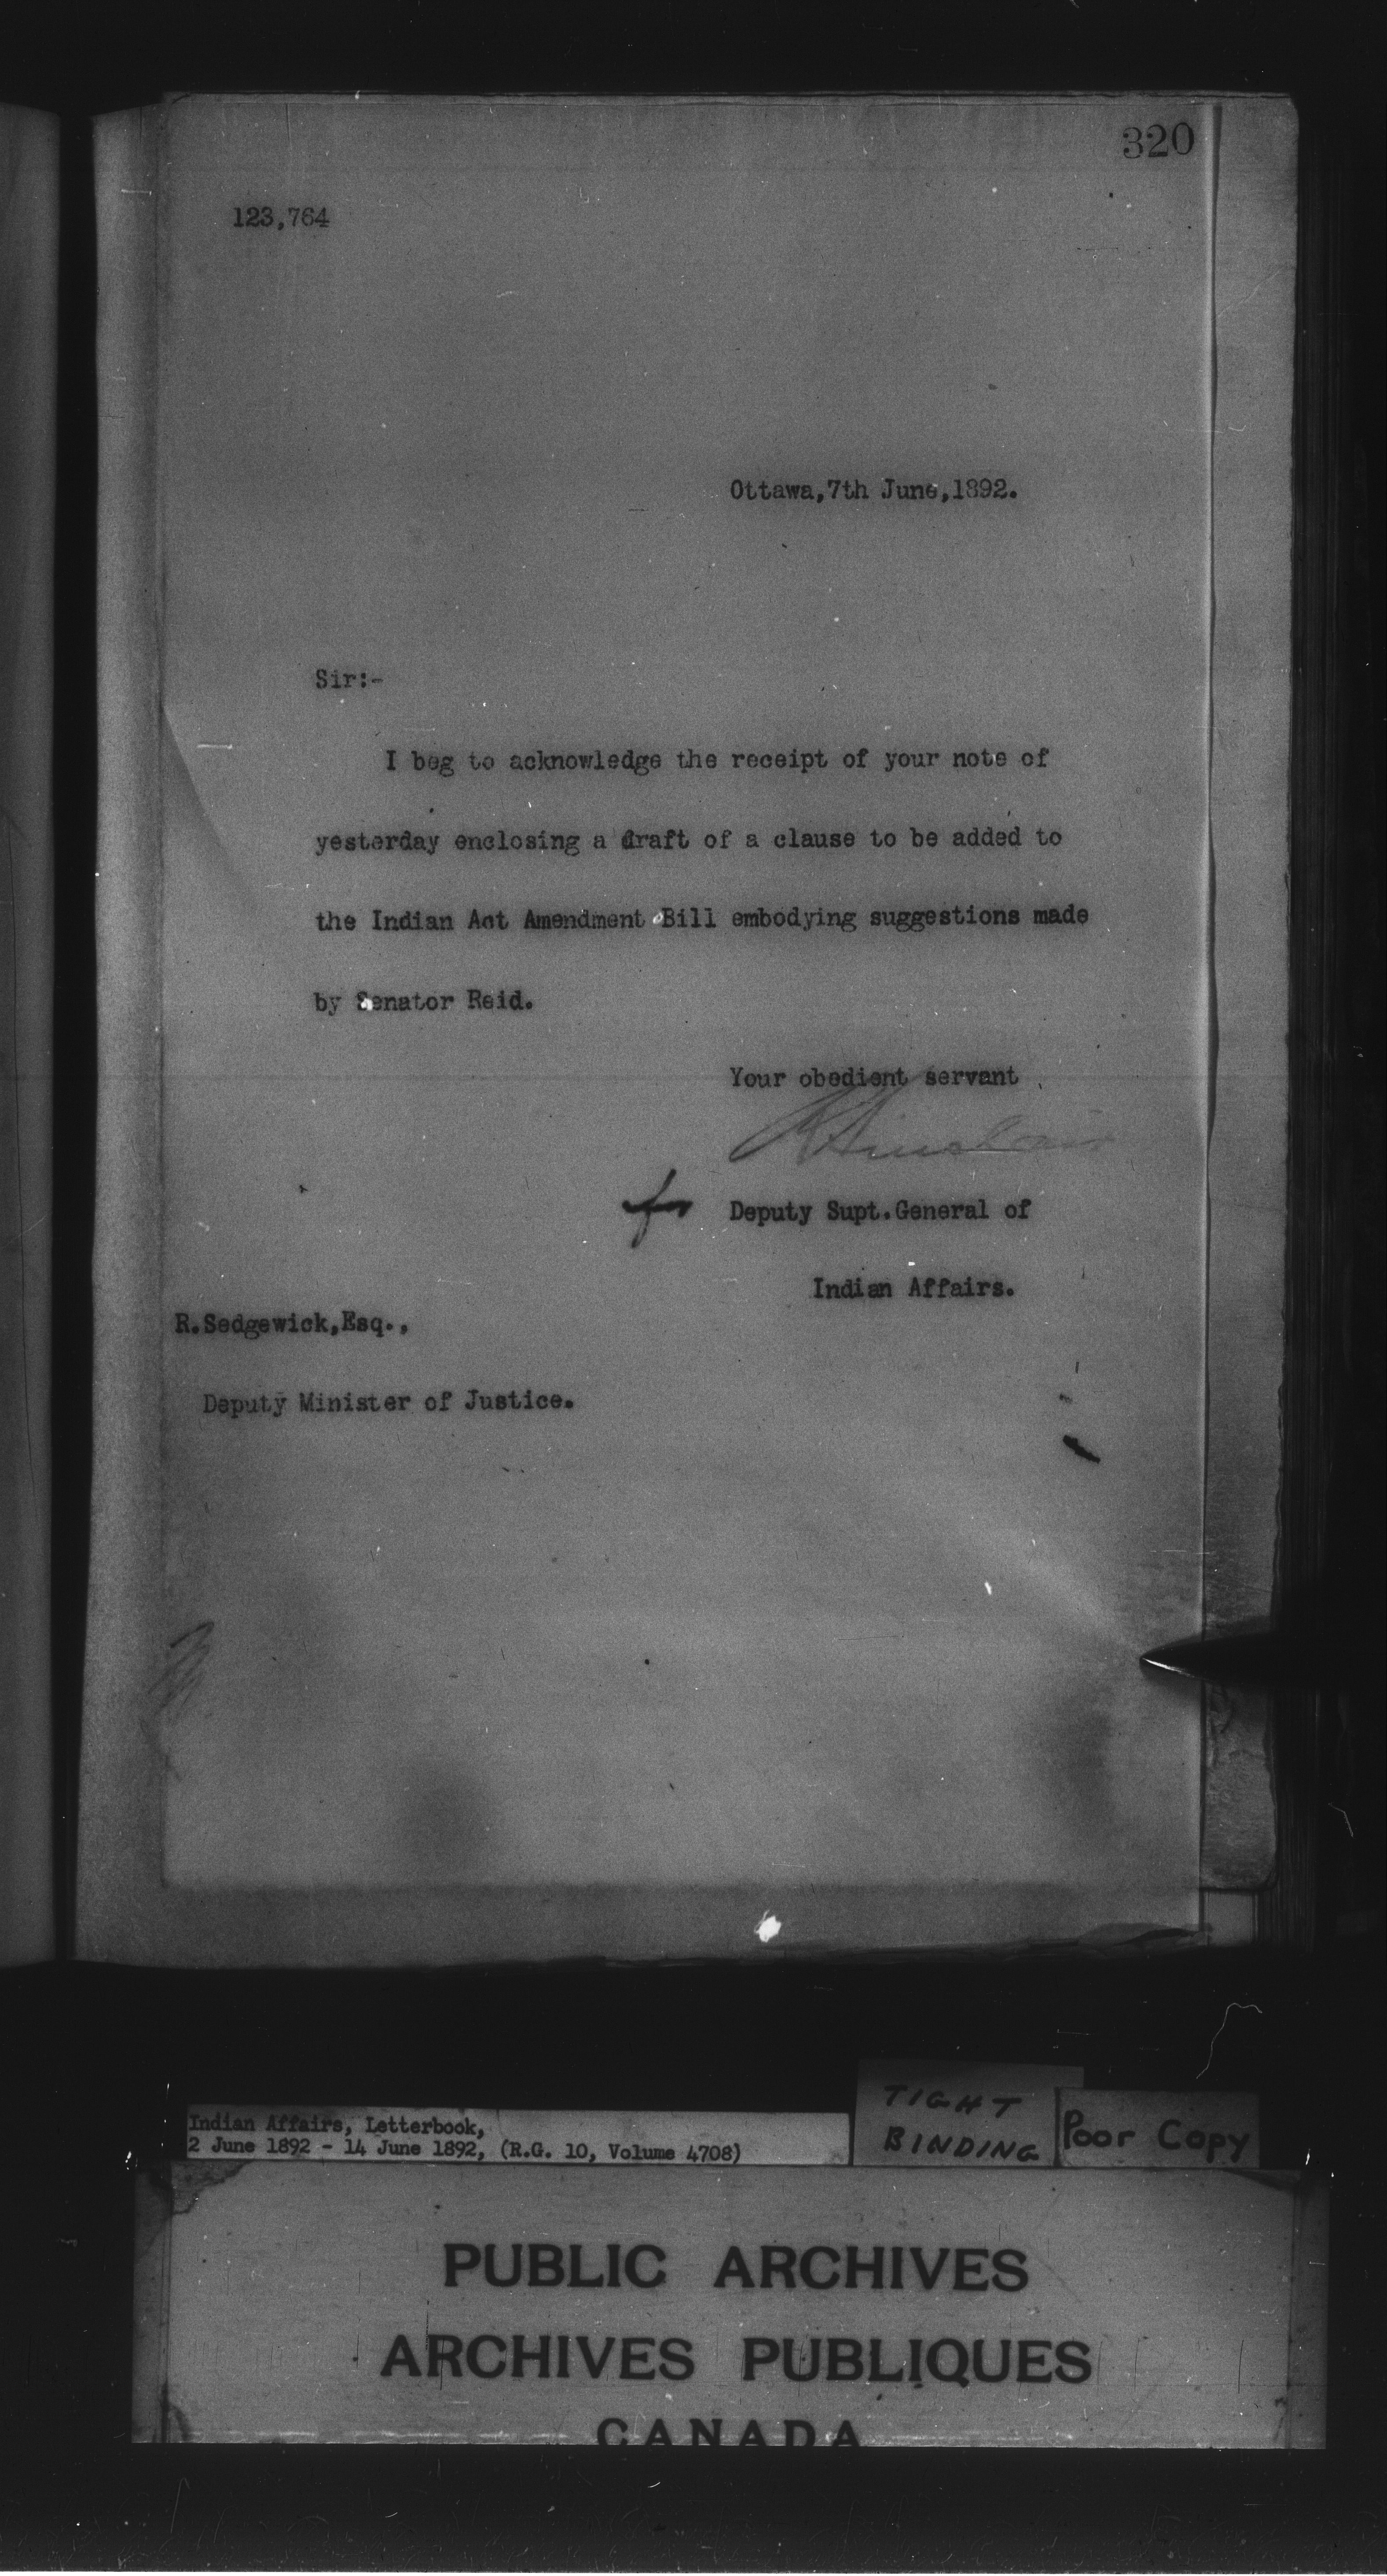 320
123,764
Ottawa,7th June,1892.
Sir:-
I beg to acknowledge the receipt of your note of
yesterday enclosing a draft of a clause to be added to
the Indian Act Amendment Bill embodying suggestions made
by Senator Reid.
Your obedient servant
R Sinclair
for Deputy Supt.General of
Indian Affairs.
R.Sedgewick,Esq.,
Deputy Minister of Justice.
Indian Affairs, Letterbook,
2 June 1892 - 14 June 1892, (R.G. 10, Volume 4708)
TIGHT
BINDING
Poor Copy
PUBLIC ARCHIVES
ARCHIVES PUBLIQUES
CANADA